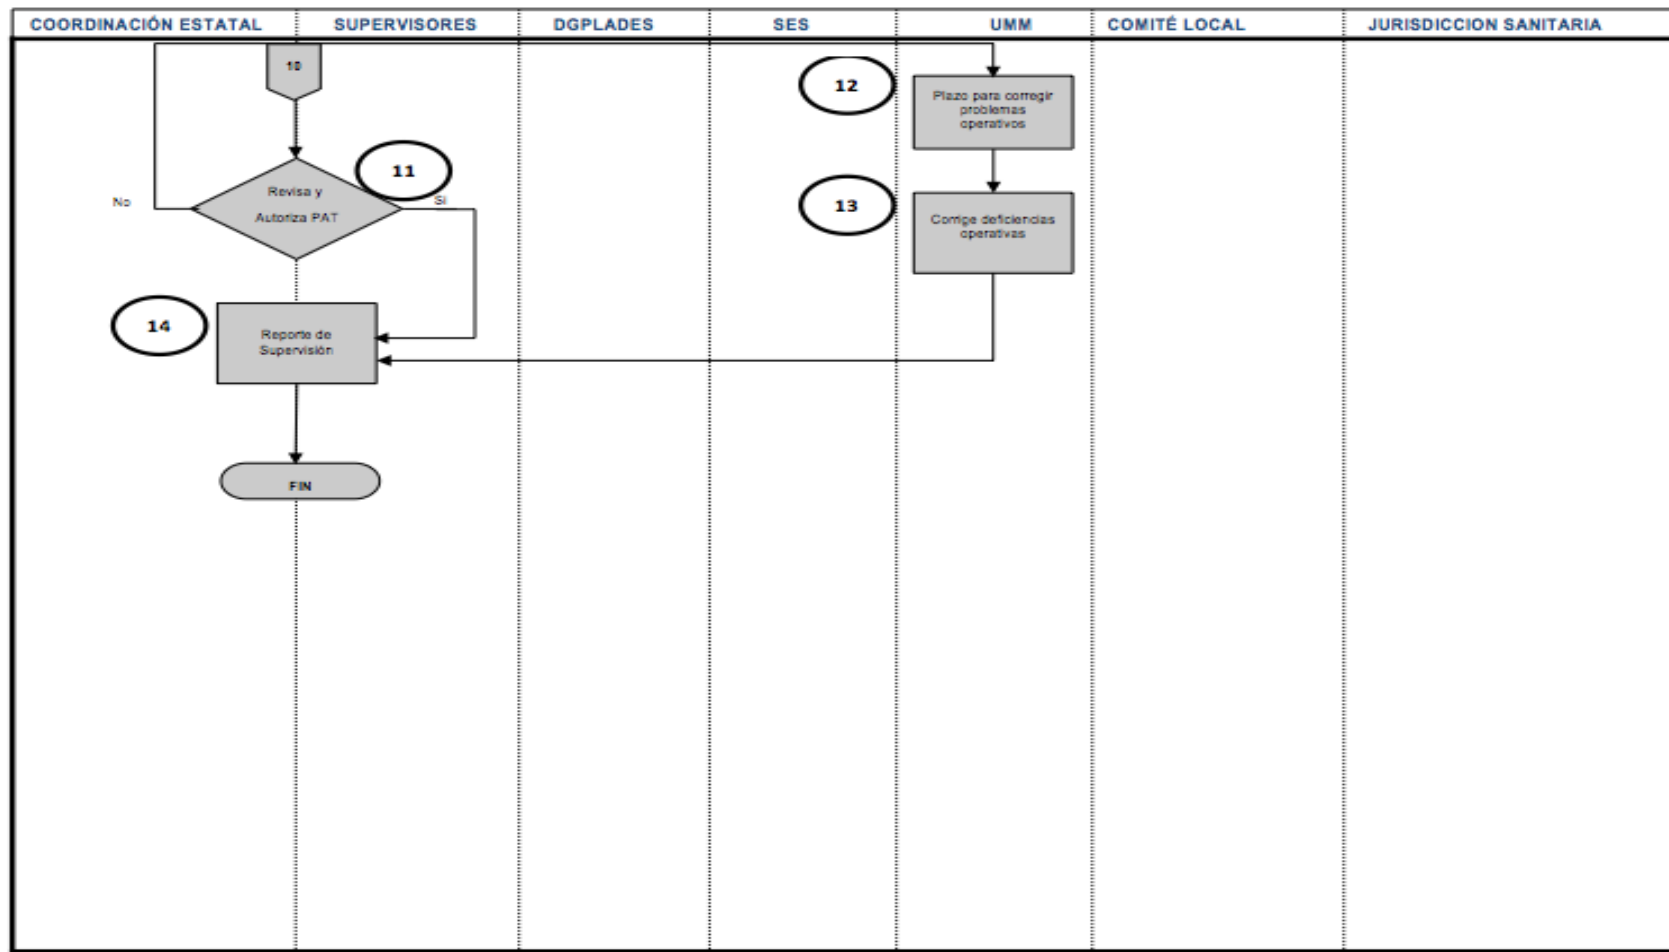 COORDINACIÓN ESTATAL SUPERVISORES DGPLADES SES UMM COMITÉ LOCAL JURISDICCION SANITARIA
10
12
Plazo para corregir
problemas
operativos
11
Revisa y
Autoriza PAT
No
Si
13
Corrige deficiencias
operativas
14
Reporte de
Supervisión
FIN